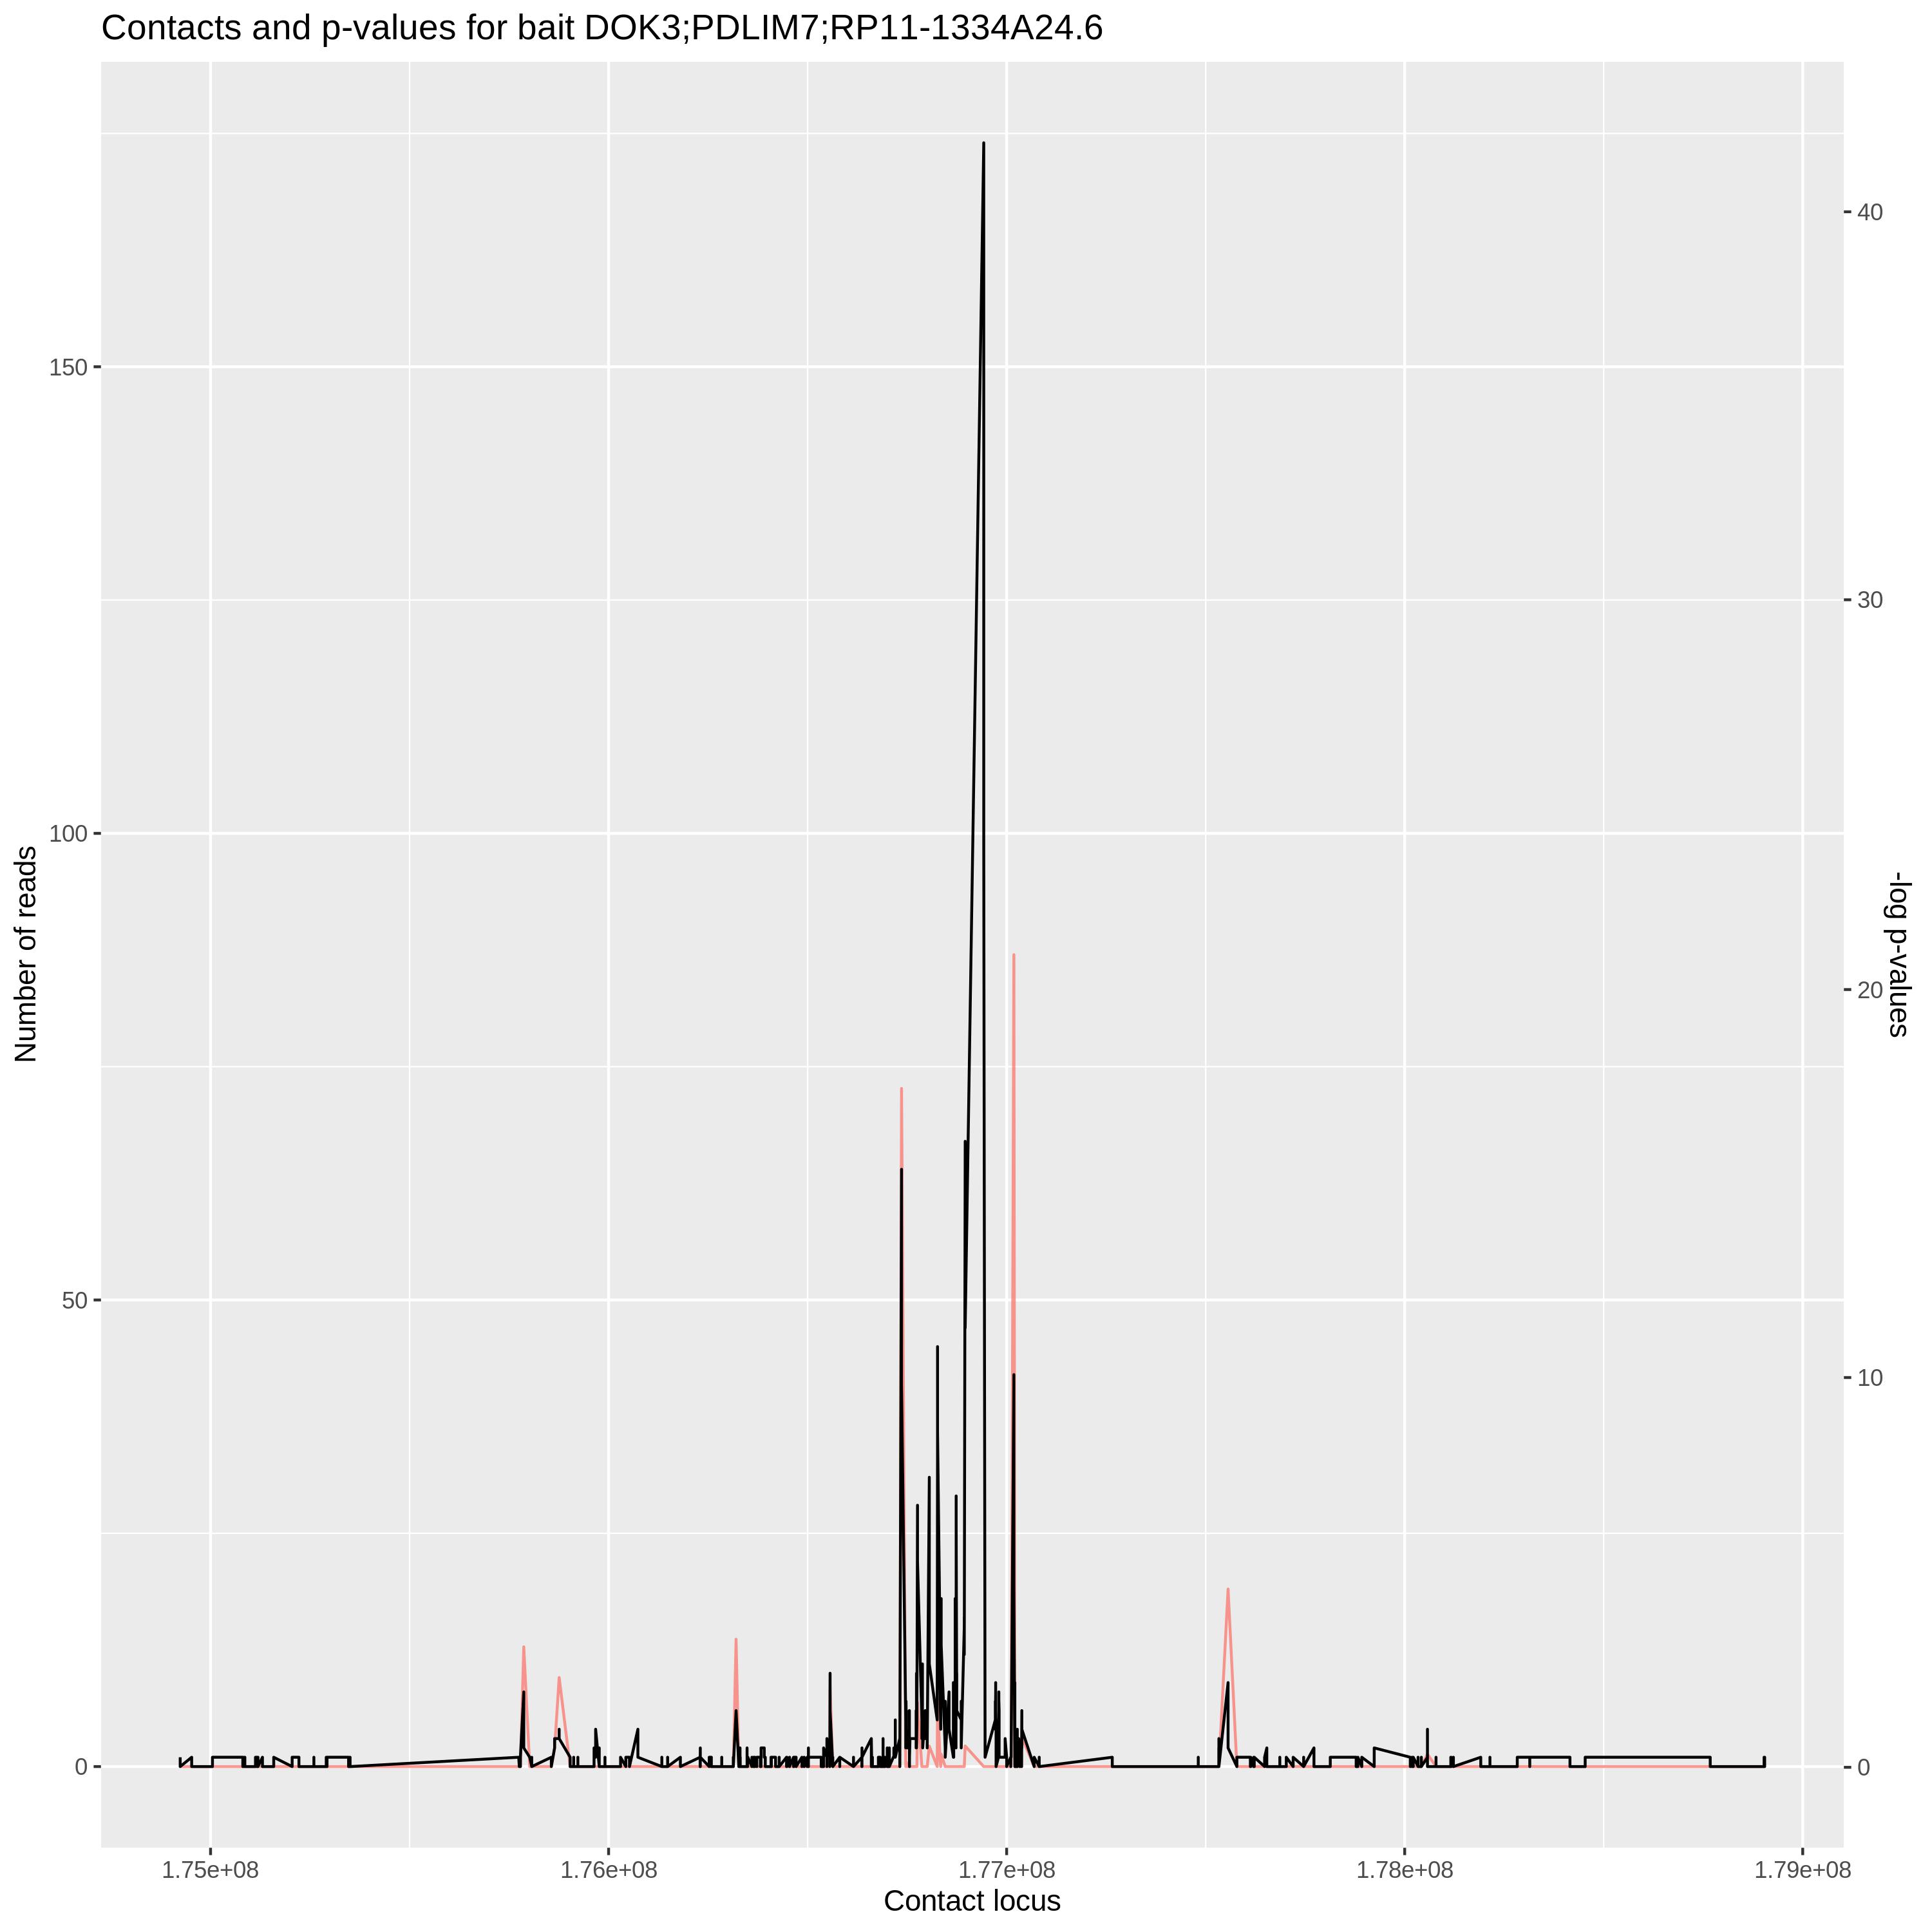 Contacts and p-values for bait DOK3;PDLIM7;RP11-1334A24.6
Number of reads
150
100
50
0
40
30
20
10
0
-log p-values
1.75e+08 1.76e+08 1.77e+08 1.78e+08 1.79e+08
Contact locus